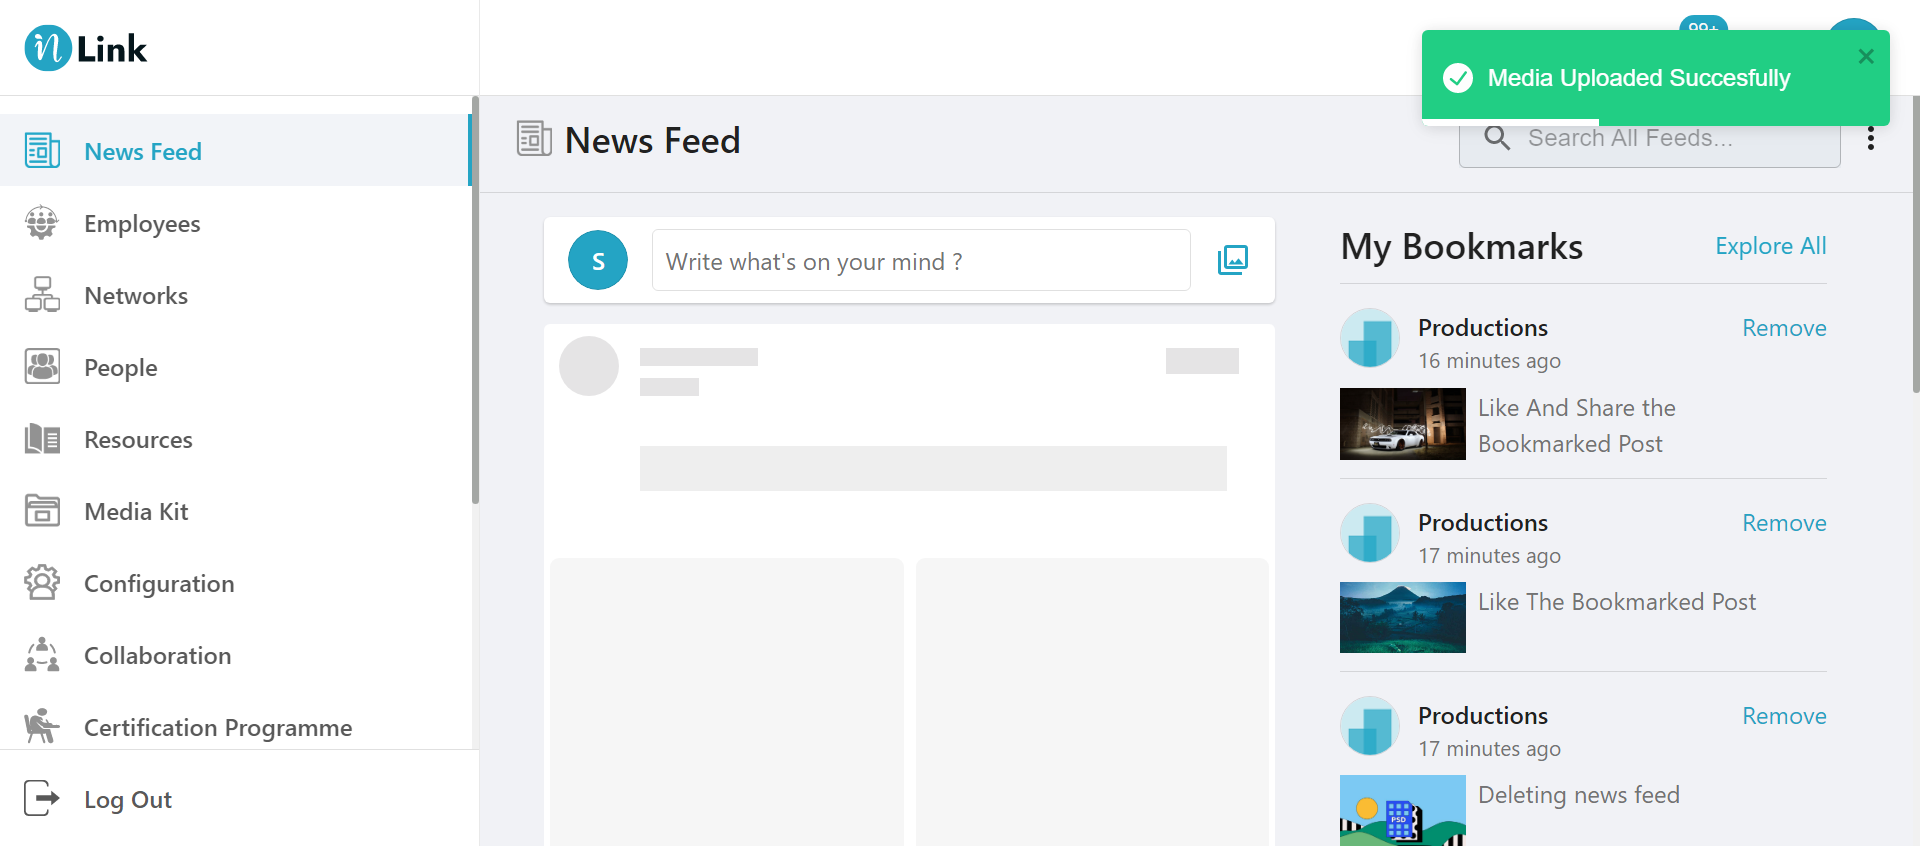 n Link
99+
Media Uploaded Succesfully
News Feed
Employees
Networks
People
Resources
Media Kit
Configuration
Collaboration
Certification Programme
Log Out
News Feed
Search All Feeds...
S
Write what's on your mind ?
My Bookmarks
Explore All
Productions
Remove
16 minutes ago
Like And Share the
Bookmarked Post
Productions
Remove
17 minutes ago
Like The Bookmarked Post
Productions
Remove
17 minutes ago
Deleting news feed
PSD